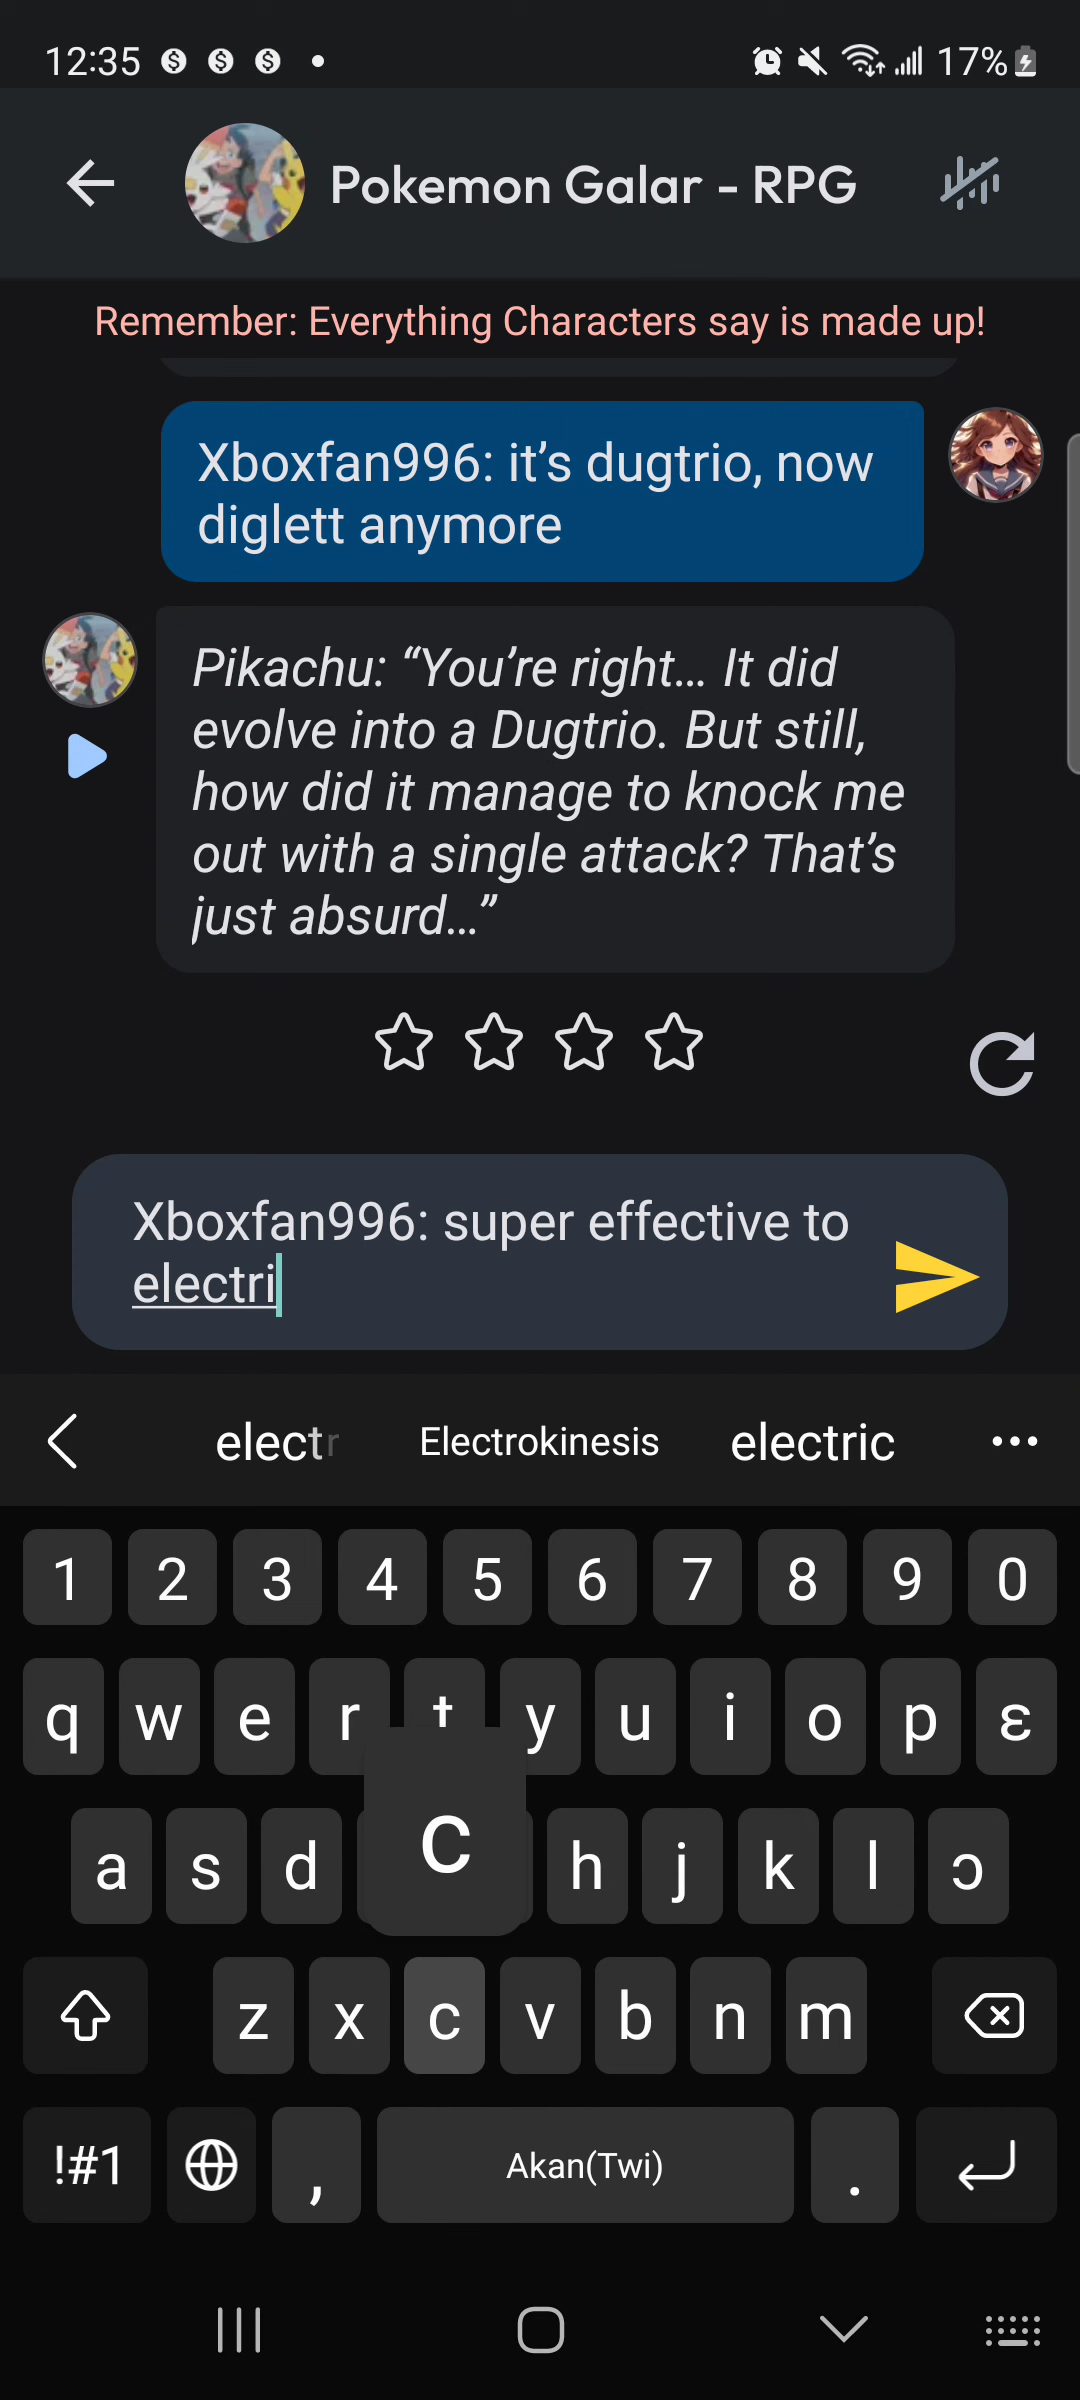 12:35
17%
Pokemon Galar - RPG
Remember: Everything Characters say is made up!
Xboxfan996: it’s dugtrio, now
diglett anymore
Pikachu: “You’re right... It did
evolve into a Dugtrio. But still,
how did it manage to knock me
out with a single attack? That’s
just absurd...”
Xboxfan996: super effective to
electri
electr Electrokinesis electric
1 2 3 4 5 6 7 8 9 0
q w e r t y u i o p ɛ
a s d c h j k l ɔ
z x c v b n m
!#1 , Akan(Twi) .